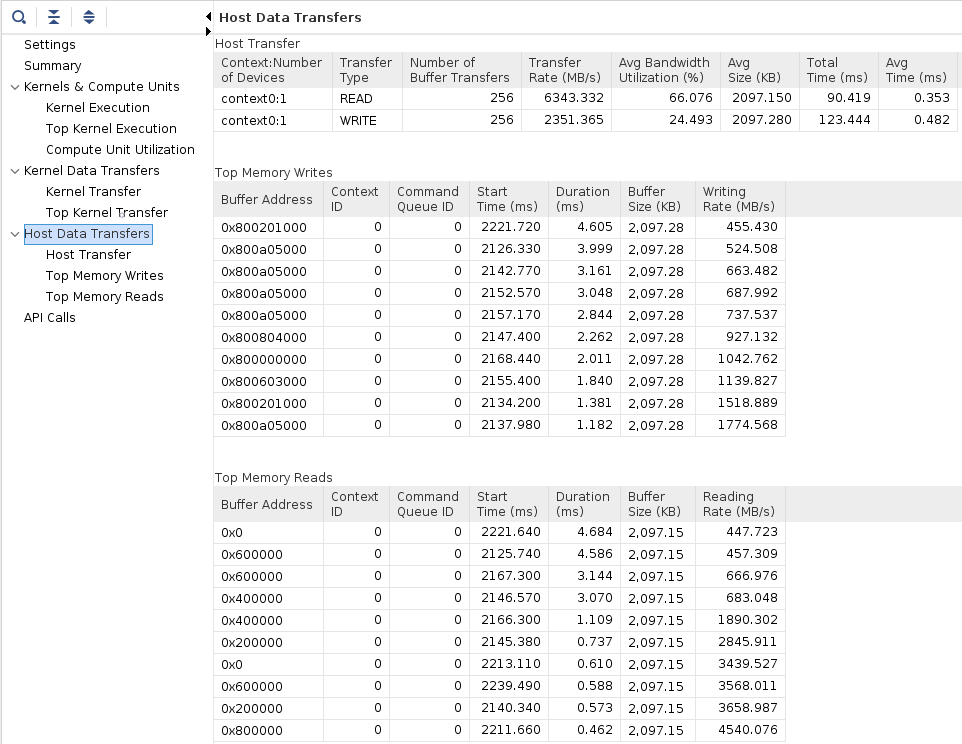 Host Data Transfers
Settings
Summary
Kernels & Compute Units
Kernel Execution
Top Kernel Execution
Compute Unit Utilization
Kernel Data Transfers
Kernel Transfer
Top Kernel Transfer
Host Data Transfers
Host Transfer
Top Memory Writes
Top Memory Reads
API Calls
Host Transfer
Context:Number of Devices Transfer Type Number of Buffer Transfers Transfer Rate (MB/s) Avg Bandwidth Utilization (%) Avg Size (KB) Total Time (ms) Avg Time (ms)
context0:1 READ 256 6343.332 66.076 2097.150 90.419 0.353
context0:1 WRITE 256 2351.365 24.493 2097.280 123.444 0.482
Top Memory Writes
Buffer Address Context ID Command Queue ID Start Time (ms) Duration (ms) Buffer Size (KB) Writing Rate (MB/s)
0x800201000 0 0 2221.720 4.605 2,097.28 455.430
0x800a05000 0 0 2126.330 3.999 2,097.28 524.508
0x800a05000 0 0 2142.770 3.161 2,097.28 663.482
0x800a05000 0 0 2152.570 3.048 2,097.28 687.992
0x800a05000 0 0 2157.170 2.844 2,097.28 737.537
0x800804000 0 0 2147.400 2.262 2,097.28 927.132
0x800000000 0 0 2168.440 2.011 2,097.28 1042.762
0x800603000 0 0 2155.400 1.840 2,097.28 1139.827
0x800201000 0 0 2134.200 1.381 2,097.28 1518.889
0x800a05000 0 0 2137.980 1.182 2,097.28 1774.568
Top Memory Reads
Buffer Address Context ID Command Queue ID Start Time (ms) Duration (ms) Buffer Size (KB) Reading Rate (MB/s)
0x0 0 0 2221.640 4.684 2,097.15 447.723
0x600000 0 0 2125.740 4.586 2,097.15 457.309
0x600000 0 0 2167.300 3.144 2,097.15 666.976
0x400000 0 0 2146.570 3.070 2,097.15 683.048
0x400000 0 0 2166.300 1.109 2,097.15 1890.302
0x200000 0 0 2145.380 0.737 2,097.15 2845.911
0x0 0 0 2213.110 0.610 2,097.15 3439.527
0x600000 0 0 2239.490 0.588 2,097.15 3568.011
0x200000 0 0 2140.340 0.573 2,097.15 3658.987
0x800000 0 0 2211.660 0.462 2,097.15 4540.076